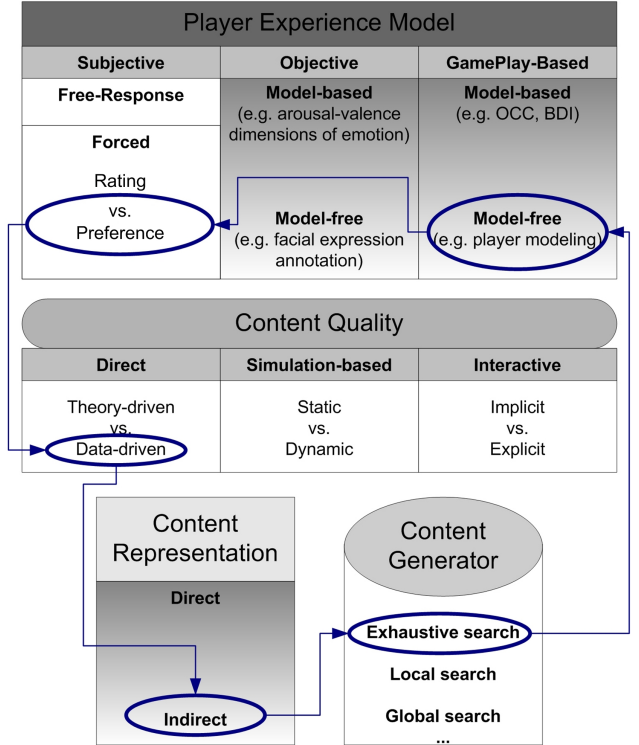 Player Experience Model
Subjective
Objective
GamePlay-Based
Free-Response
Forced
Rating
vs.
Preference
Model-based
(e.g. arousal-valence
dimensions of emotion)
Model-free
(e.g. facial expression
annotation)
Model-based
(e.g. OCC, BDI)
Model-free
(e.g. player modeling)
Content Quality
Direct
Simulation-based
Interactive
Theory-driven
vs.
Data-driven
Static
vs.
Dynamic
Implicit
vs.
Explicit
Content
Representation
Direct
Indirect
Content
Generator
Exhaustive search
Local search
Global search
...